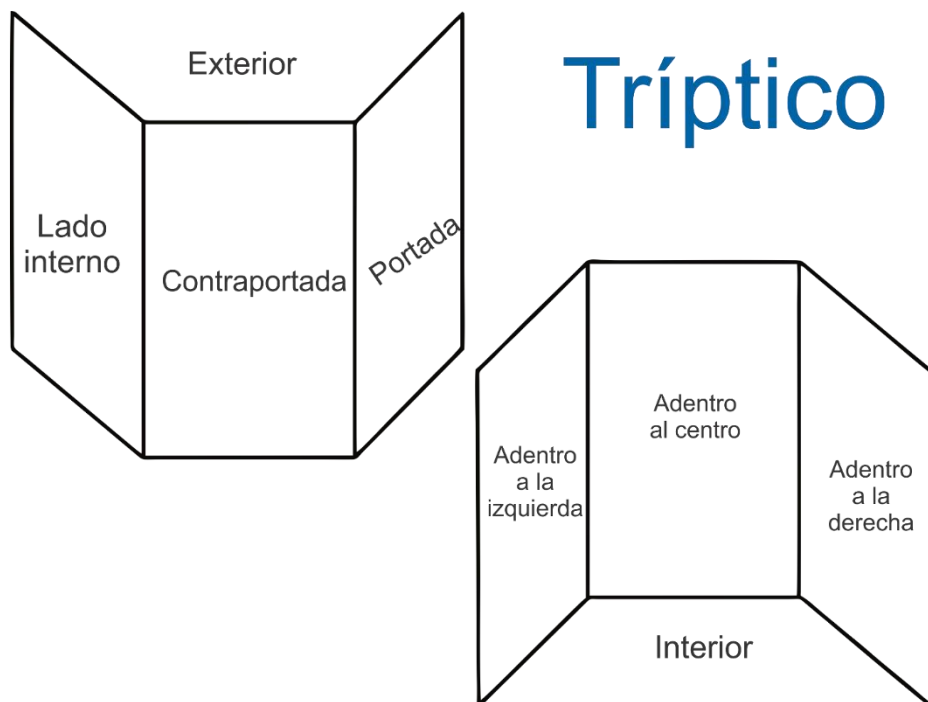 Exterior
Tríptico
Lado
interno
Contraportada
Portada
Adentro
a la
izquierda
Adentro
al centro
Adentro
a la
derecha
Interior